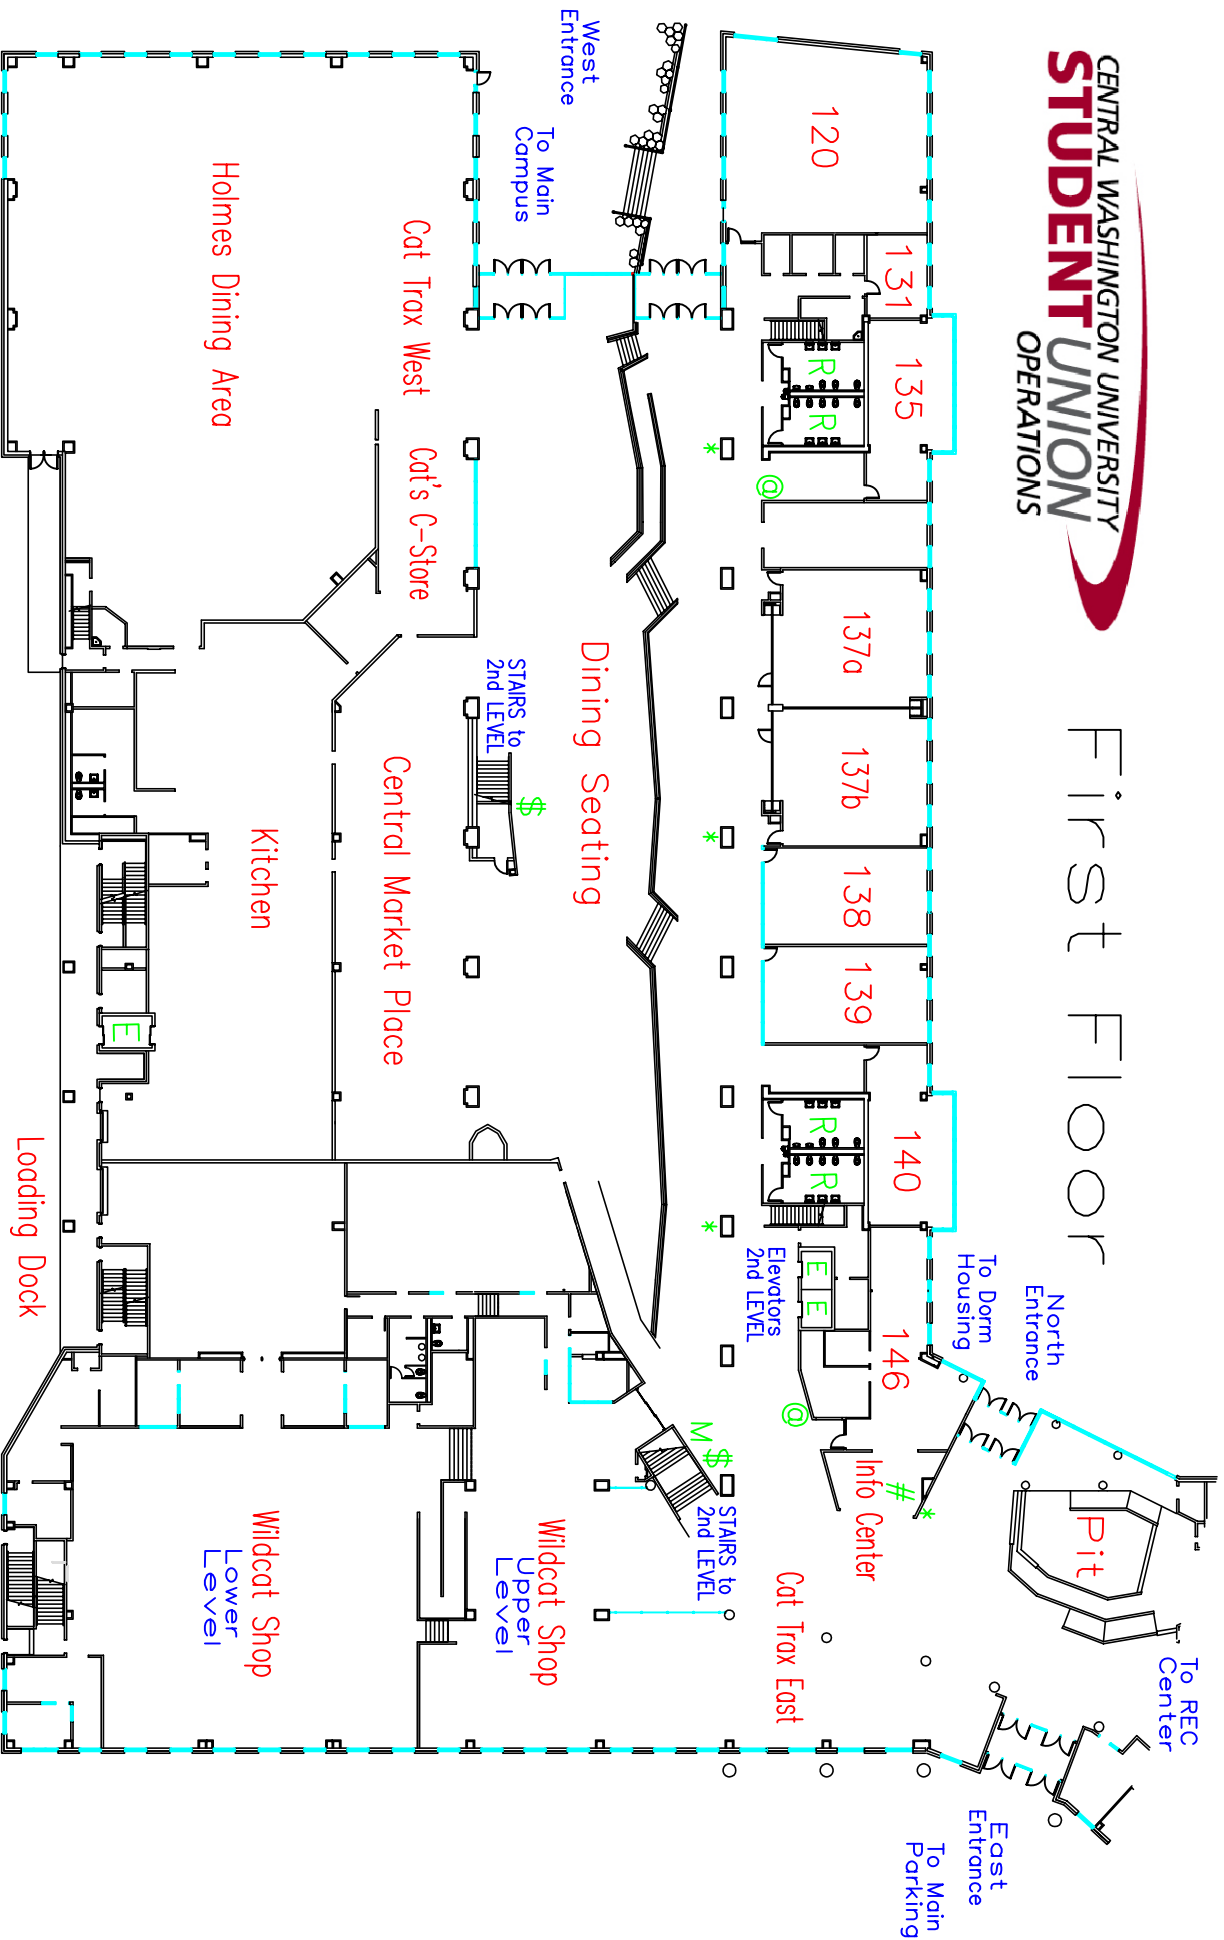 CENTRAL WASHINGTON UNIVERSITY
STUDENT UNION
OPERATIONS
First Floor
West
Entrance
To Main
Campus
120
131
135
R
R
*
@
137a
137b
*
138
139
140
R
R
*
E
E
Elevators
2nd LEVEL
146
@
To Dorm
Housing
North
Entrance
Info Center
#
*
Pit
To REC
Center
East
Entrance
To Main
Parking
Cat Trax East
M
$
STAIRS to
2nd LEVEL
Dining Seating
STAIRS to
2nd LEVEL
$
Cat Trax West
Cat's C-Store
Holmes Dining Area
Central Market Place
Kitchen
E
Loading Dock
Wildcat Shop
Upper
Level
Wildcat Shop
Lower
Level